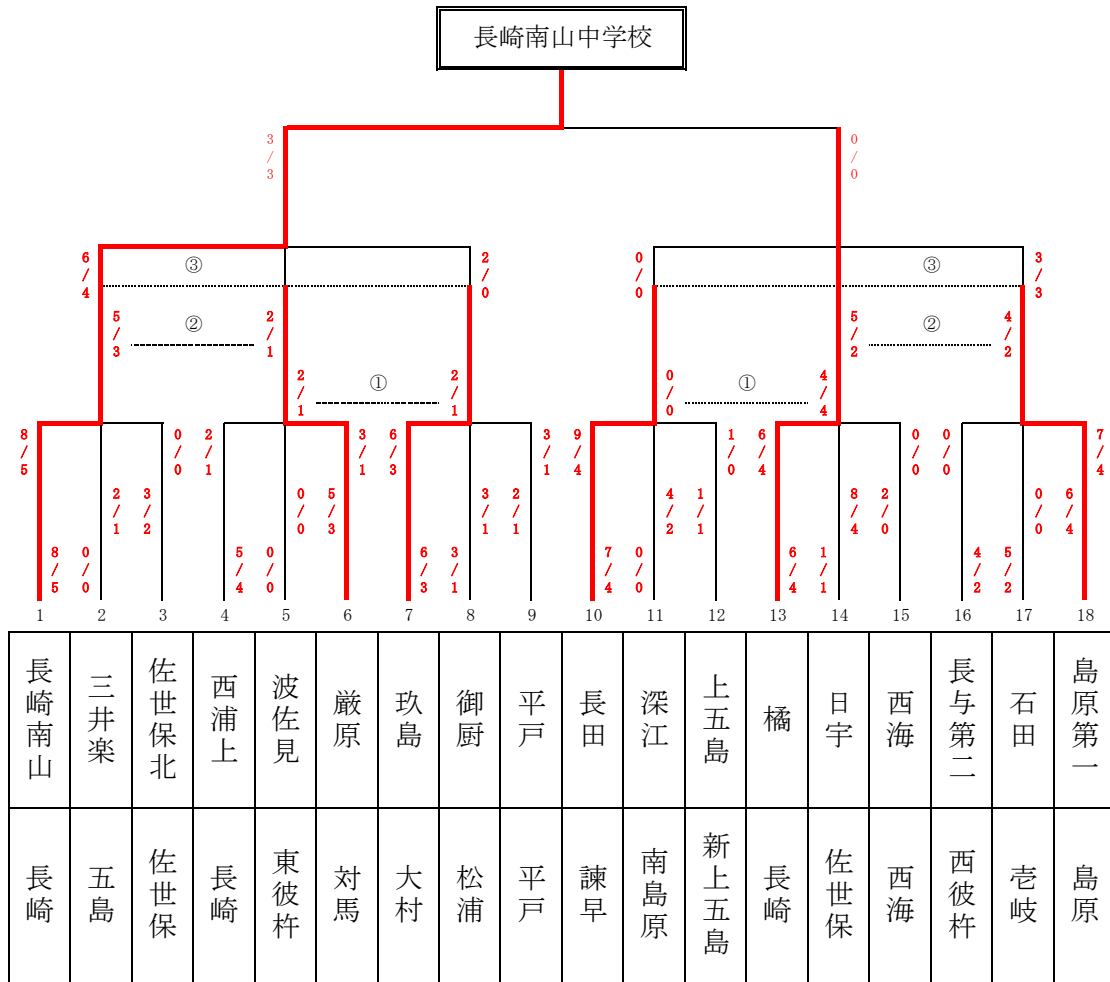 長崎南山中学校
3/3
0/0
6/4
③
2/0
0/0
③
3/3
5/3
②
2/1
5/2
②
4/2
2/1
①
2/1
0/0
①
4/4
8/5
0/0
2/1
3/1
6/3
3/1
9/4
1/0
6/4
0/0
0/0
7/4
2/1
3/2
0/0
5/3
3/1
2/1
4/2
1/1
8/4
2/0
0/0
6/4
8/5
0/0
5/4
0/0
6/3
3/1
7/4
0/0
6/4
1/1
4/2
5/2
1 2 3 4 5 6 7 8 9 10 11 12 13 14 15 16 17 18
長崎南山
三井楽
佐世保北
西浦上
波佐見
厳原
玖島
御厨
平戸
長田
深江
上五島
橘
日宇
西海
長与第二
石田
島原第一
長崎
五島
佐世保
長崎
東彼杵
対馬
大村
松浦
平戸
諫早
南島原
新上五島
長崎
佐世保
西海
西彼杵
壱岐
島原